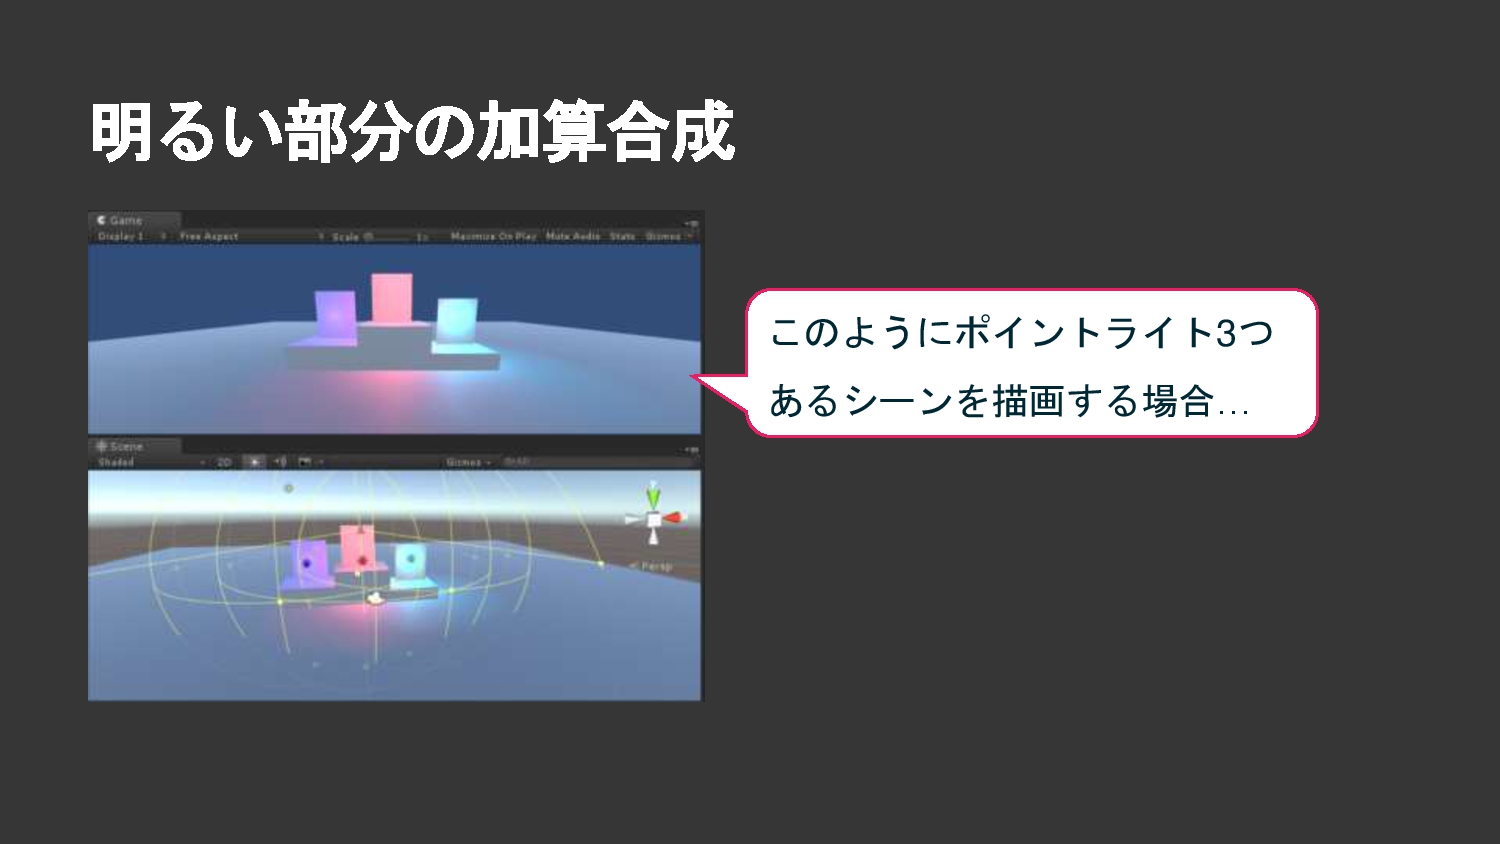 明るい部分の加算合成
Game
Display 1 Free Aspect Scale 1x Maximize On Play Mute Audio Stats Gizmos
このようにポイントライト3つ
あるシーンを描画する場合...
Scene
Shaded 2D Gizmos
Persp